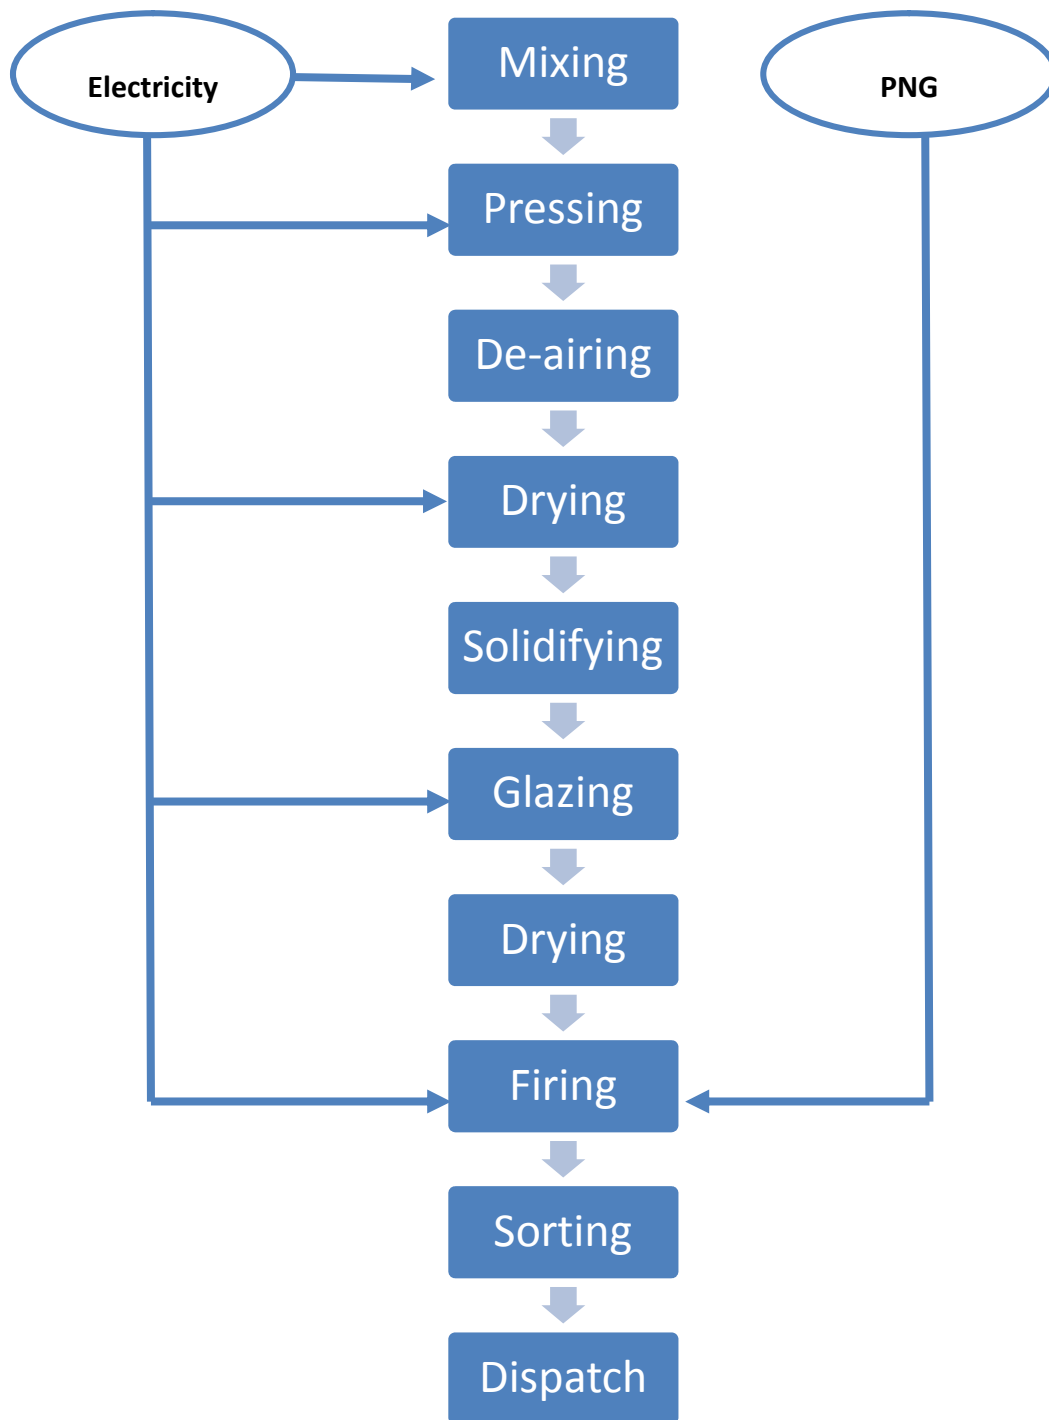 Electricity
Mixing
PNG
Pressing
De-airing
Drying
Solidifying
Glazing
Drying
Firing
Sorting
Dispatch